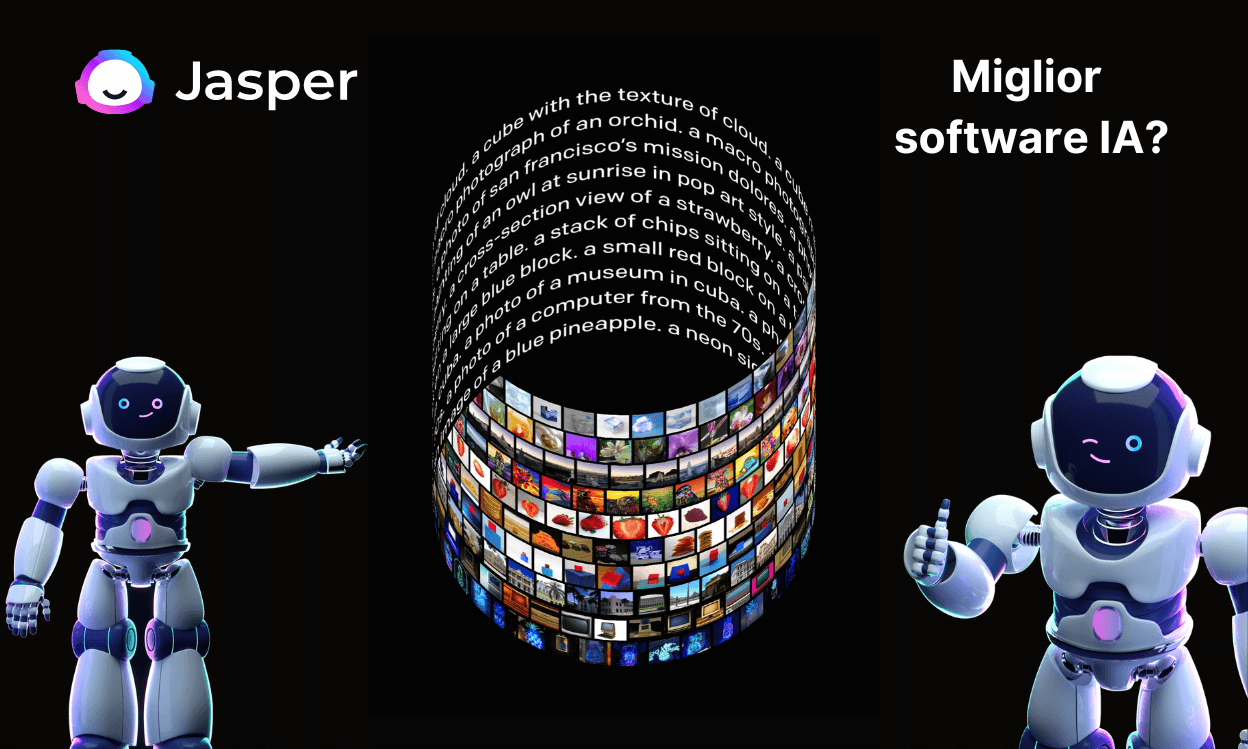 Jasper
Miglior
software IA?
cloud. a cube with the texture of cloud. a cube
photograph of an orchid. a macro photo
photo of san francisco's mission dolores. a
of an owl at sunrise in pop art style. a
a cross-section view of a strawberry. a
on a table. a stack of chips sitting on a
a large blue block. a small red block on a
a photo of a museum in cuba. a ph
a photo of a computer from the 70s.
of a blue pineapple. a neon sig